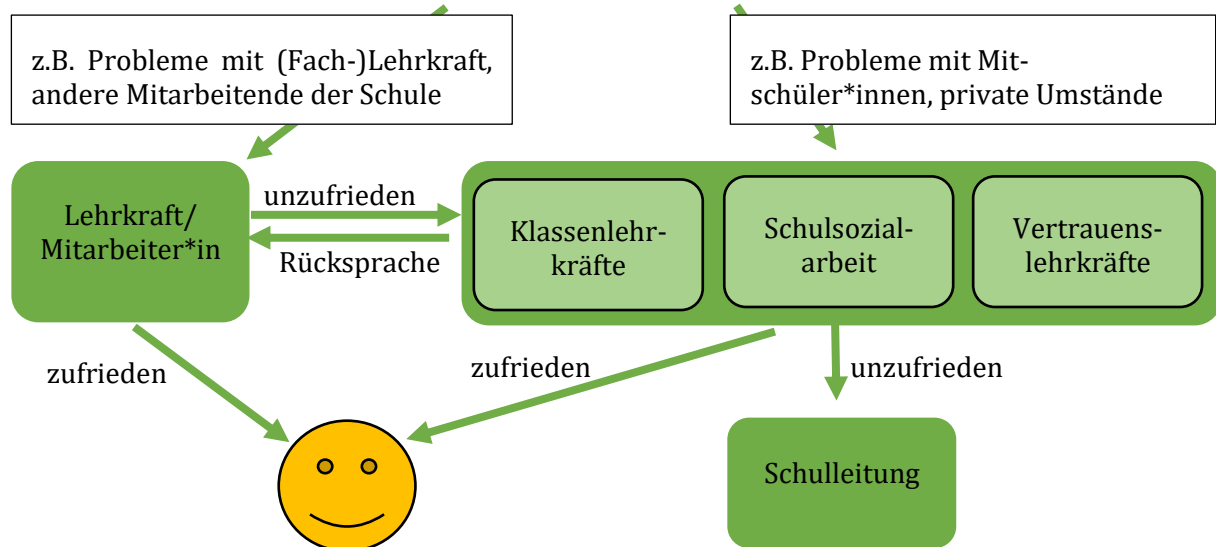 z.B. Probleme mit (Fach-)Lehrkraft,
andere Mitarbeitende der Schule
z.B. Probleme mit Mit-
schüler*innen, private Umstände
Lehrkraft/
Mitarbeiter*in
unzufrieden
Rücksprache
Klassenlehr-
kräfte
Schulsozial-
arbeit
Vertrauens-
lehrkräfte
zufrieden
zufrieden
unzufrieden
Schulleitung